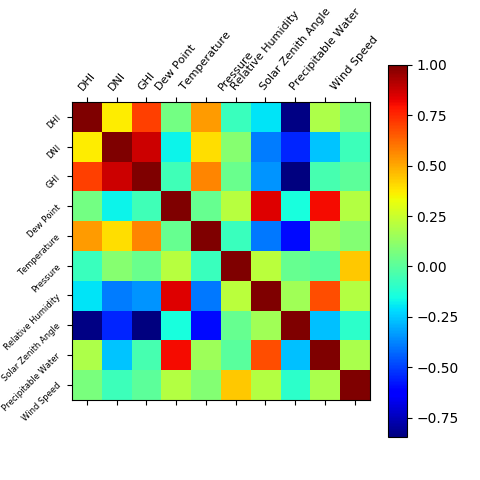 DHI
DNI
GHI
Dew Point
Temperature
Pressure
Relative Humidity
Solar Zenith Angle
Precipitable Water
Wind Speed
DHI
DNI
GHI
Dew Point
Temperature
Pressure
Relative Humidity
Solar Zenith Angle
Precipitable Water
Wind Speed
1.00
0.75
0.50
0.25
0.00
−0.25
−0.50
−0.75